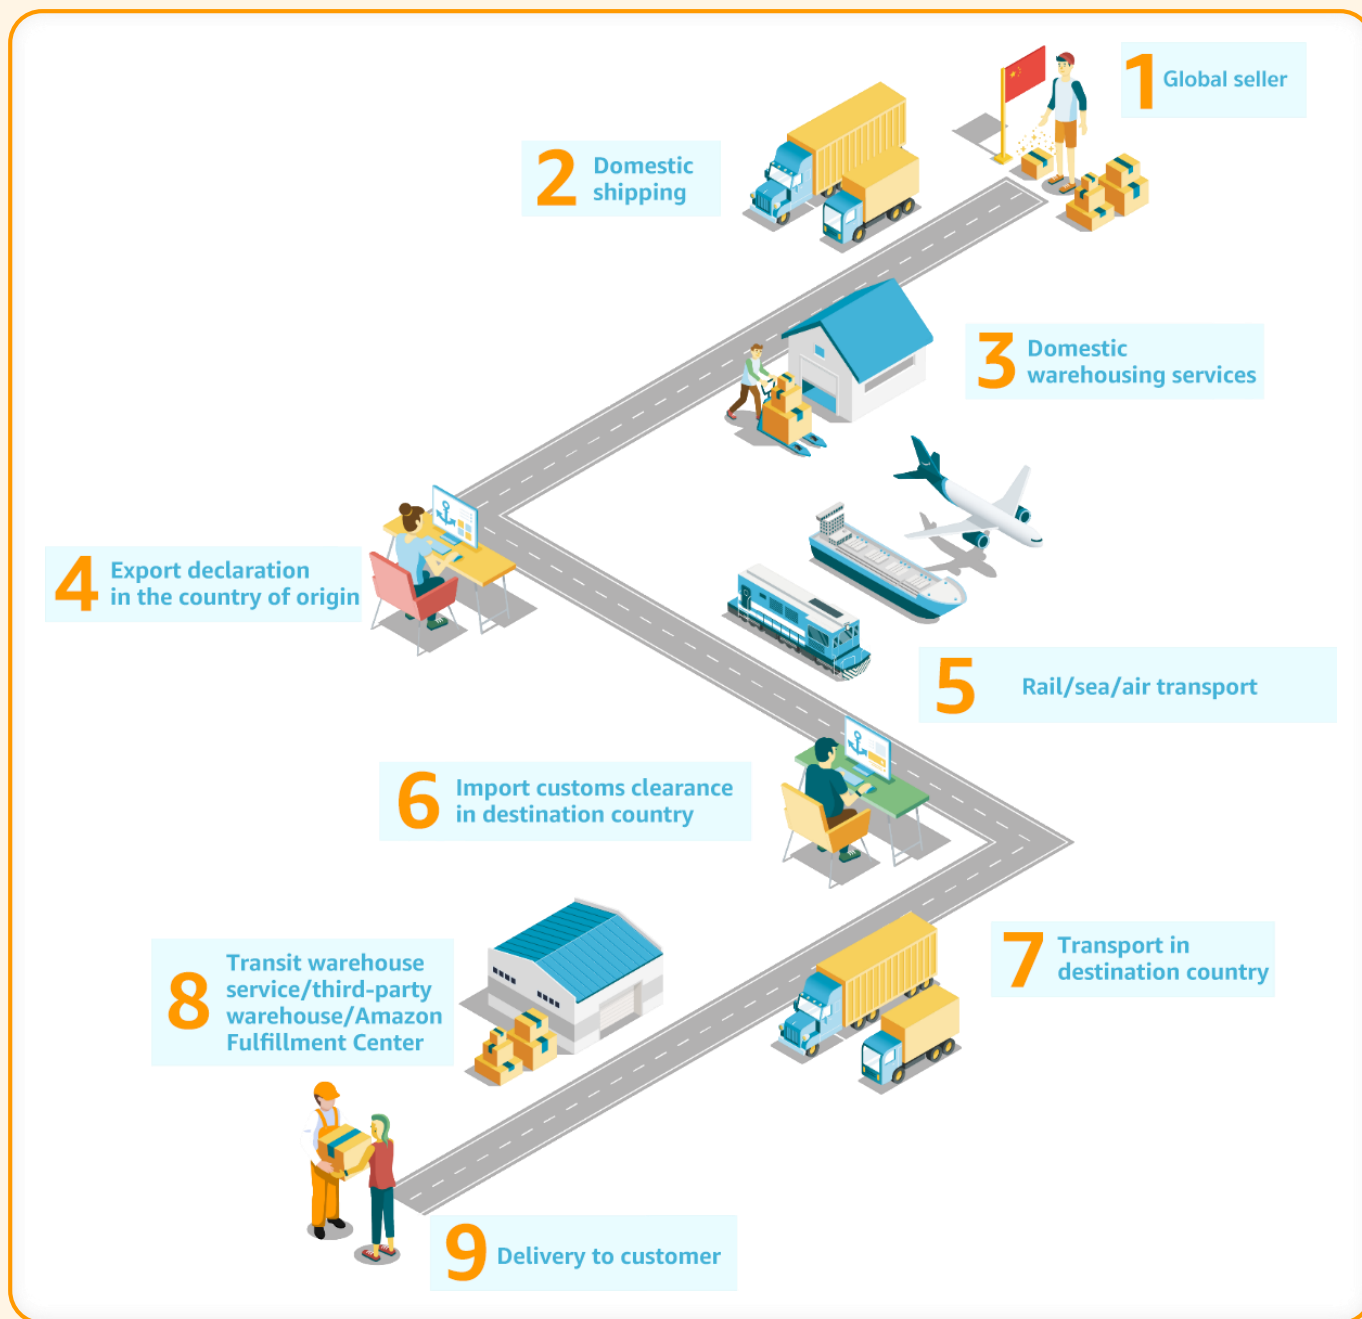 1 Global seller
2 Domestic
shipping
3 Domestic
warehousing services
4 Export declaration
in the country of origin
5 Rail/sea/air transport
6 Import customs clearance
in destination country
7 Transport in
destination country
8 Transit warehouse
service/third-party
warehouse/Amazon
Fulfillment Center
9 Delivery to customer